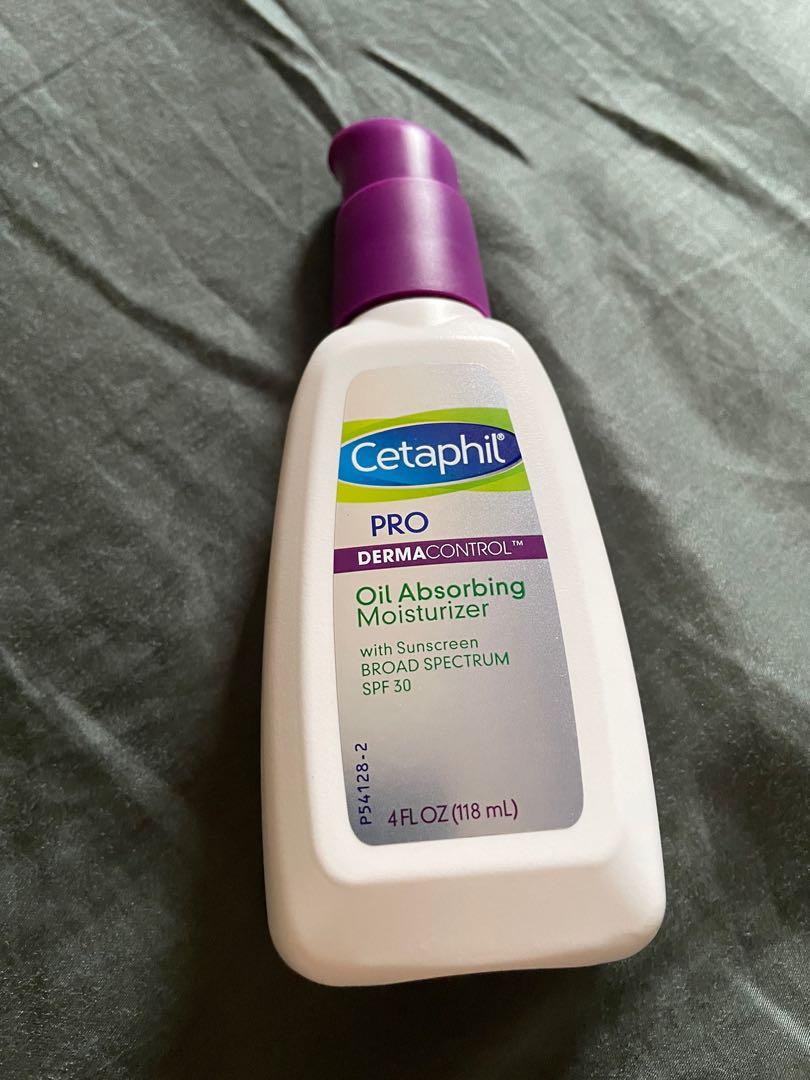 Cetaphil®
PRO
DERMACONTROL™
Oil Absorbing
Moisturizer
with Sunscreen
BROAD SPECTRUM
SPF 30
P54128-2
4 FL OZ (118 mL)